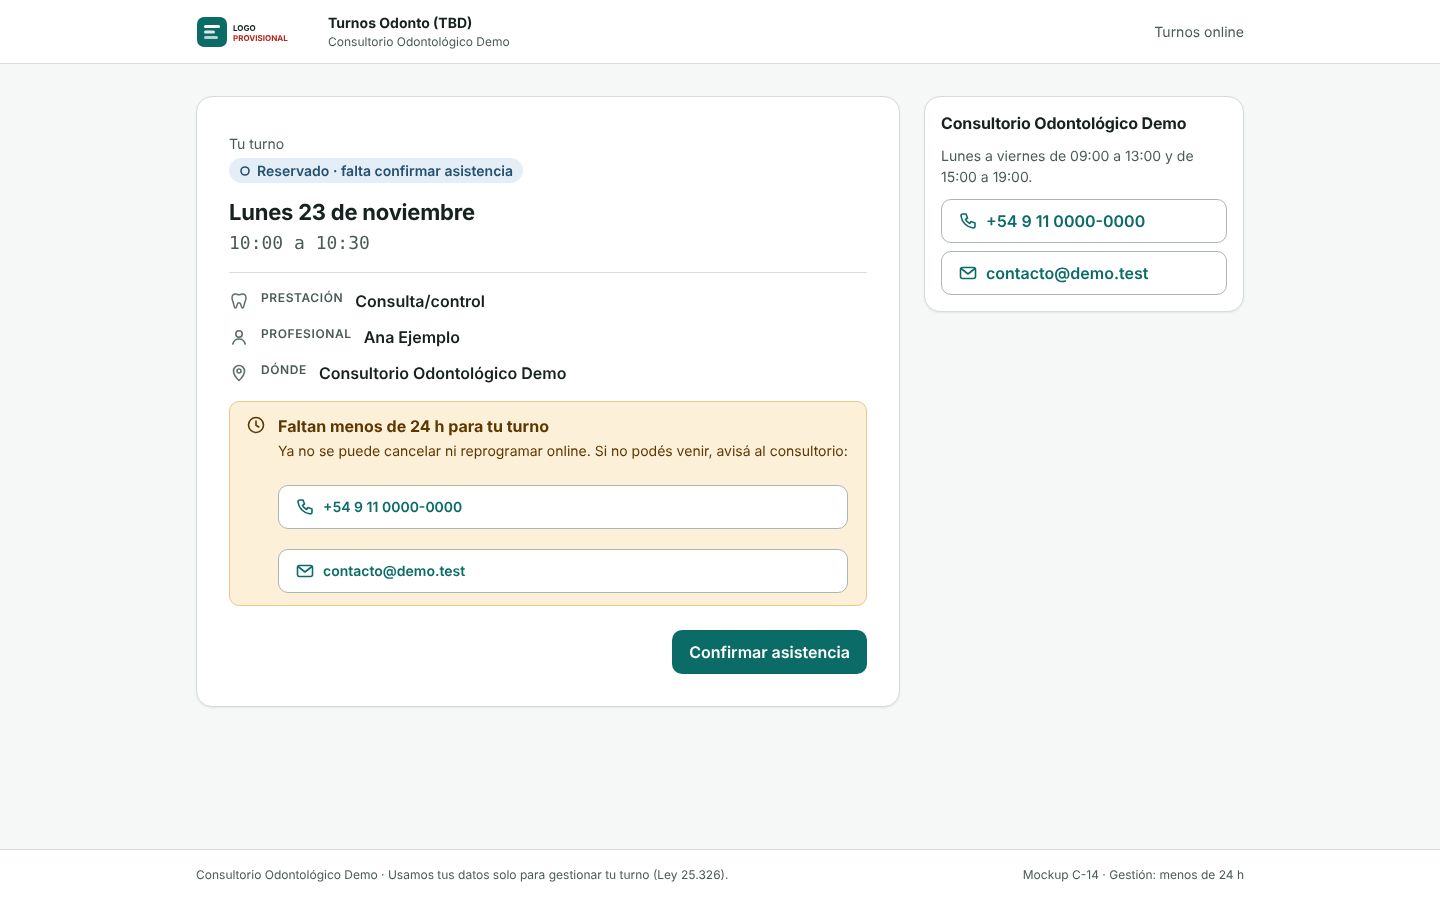 LOGO
PROVISIONAL
Turnos Odonto (TBD)
Consultorio Odontológico Demo
Turnos online
Tu turno
Reservado · falta confirmar asistencia
Lunes 23 de noviembre
10:00 a 10:30
PRESTACIÓN Consulta/control
PROFESIONAL Ana Ejemplo
DÓNDE Consultorio Odontológico Demo
Faltan menos de 24 h para tu turno
Ya no se puede cancelar ni reprogramar online. Si no podés venir, avisá al consultorio:
+54 9 11 0000-0000
contacto@demo.test
Confirmar asistencia
Consultorio Odontológico Demo
Lunes a viernes de 09:00 a 13:00 y de
15:00 a 19:00.
+54 9 11 0000-0000
contacto@demo.test
Consultorio Odontológico Demo · Usamos tus datos solo para gestionar tu turno (Ley 25.326).
Mockup C-14 · Gestión: menos de 24 h